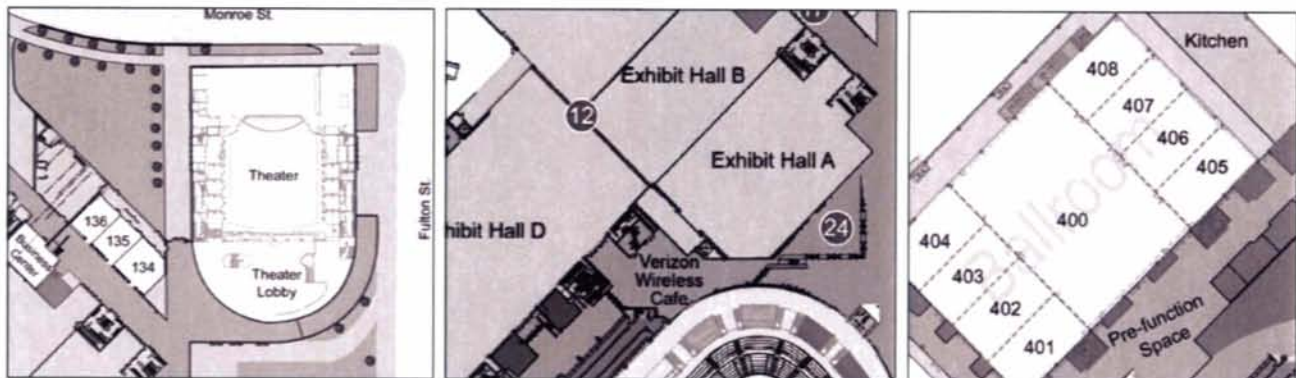 Monroe St.
Theater
Fulton St.
136
135
134
Business
Center
Theater
Lobby
Exhibit Hall B
12
Exhibit Hall A
hibit Hall D
24
Verizon
Wireless
Cafe
Kitchen
408
407
406
405
400
Ballroom
404
403
402
401
Pre-function
Space